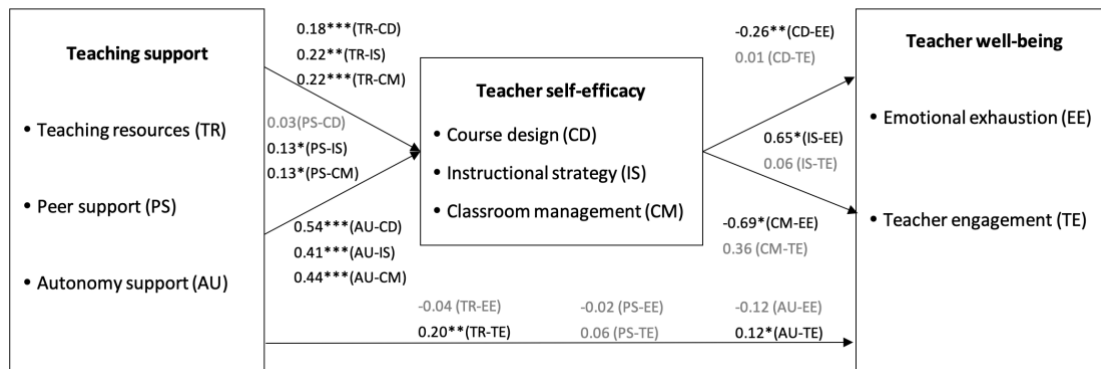 Teaching support
• Teaching resources (TR)
• Peer support (PS)
• Autonomy support (AU)
0.18***(TR-CD)
0.22**(TR-IS)
0.22***(TR-CM)
0.03(PS-CD)
0.13*(PS-IS)
0.13*(PS-CM)
0.54***(AU-CD)
0.41***(AU-IS)
0.44***(AU-CM)
Teacher self-efficacy
• Course design (CD)
• Instructional strategy (IS)
• Classroom management (CM)
-0.26**(CD-EE)
0.01 (CD-TE)
0.65*(IS-EE)
0.06 (IS-TE)
-0.69*(CM-EE)
0.36 (CM-TE)
Teacher well-being
• Emotional exhaustion (EE)
• Teacher engagement (TE)
-0.04 (TR-EE)
0.20**(TR-TE)
-0.02 (PS-EE)
0.06 (PS-TE)
-0.12 (AU-EE)
0.12*(AU-TE)